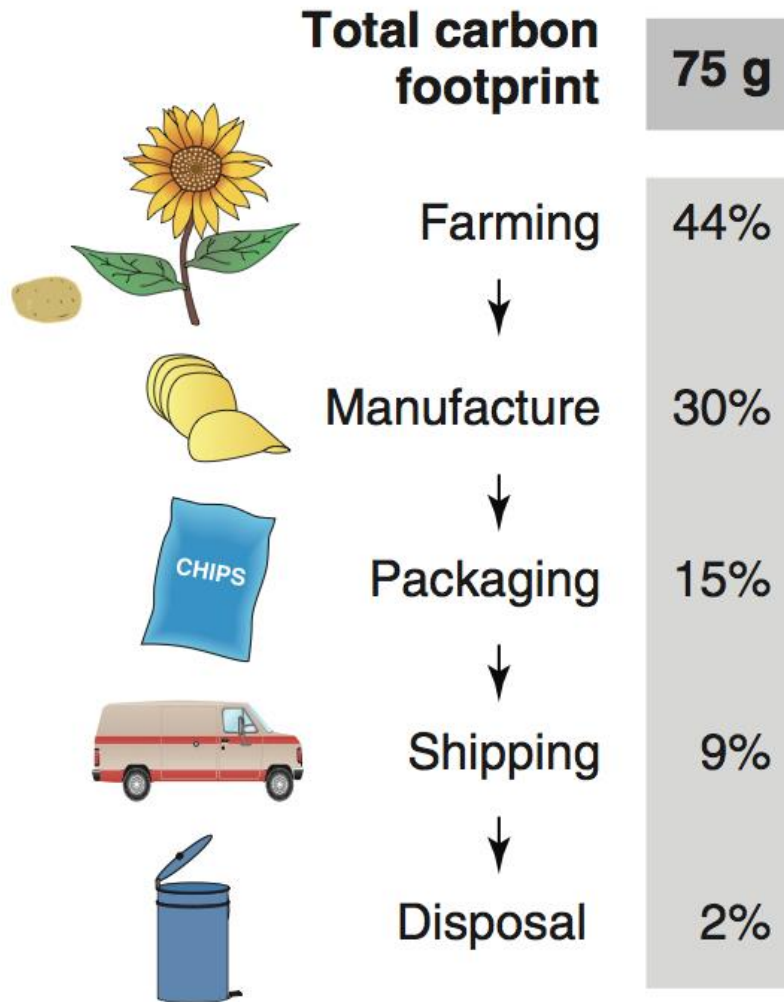 Total carbon
footprint
75 g
Farming 44%
Manufacture 30%
CHIPS
Packaging 15%
Shipping 9%
Disposal 2%